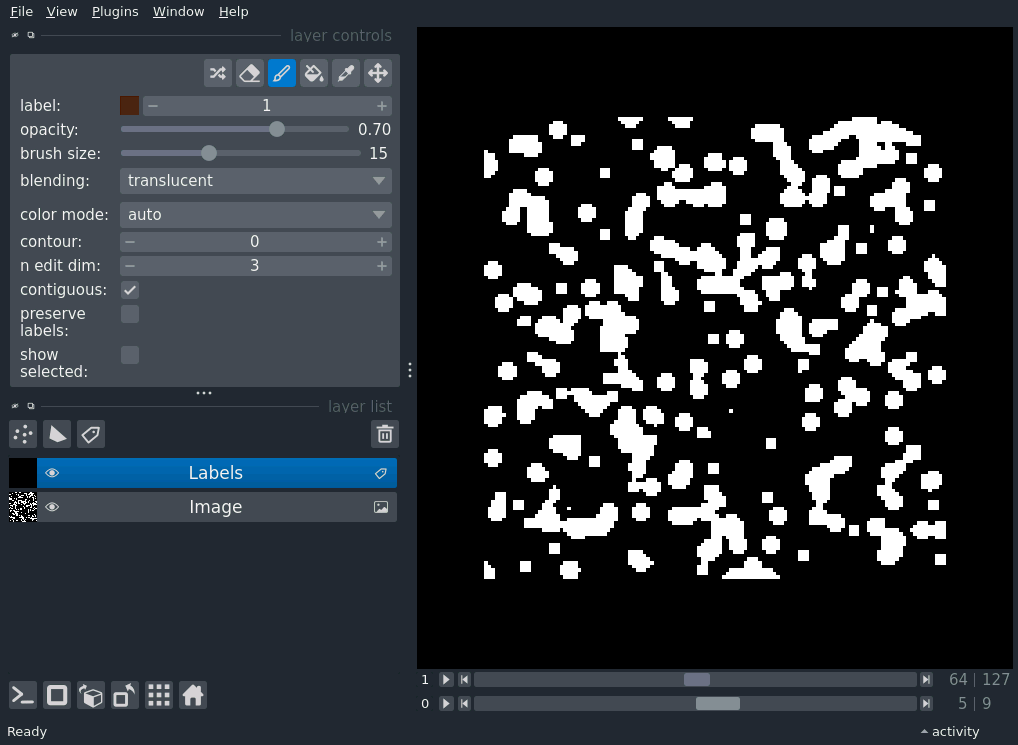 File View Plugins Window Help
layer controls
label: 1
opacity: 0.70
brush size: 15
blending: translucent
color mode: auto
contour: 0
n edit dim: 3
contiguous:
preserve
labels:
show
selected:
layer list
Labels
Image
1 64 | 127
0 5 | 9
Ready activity